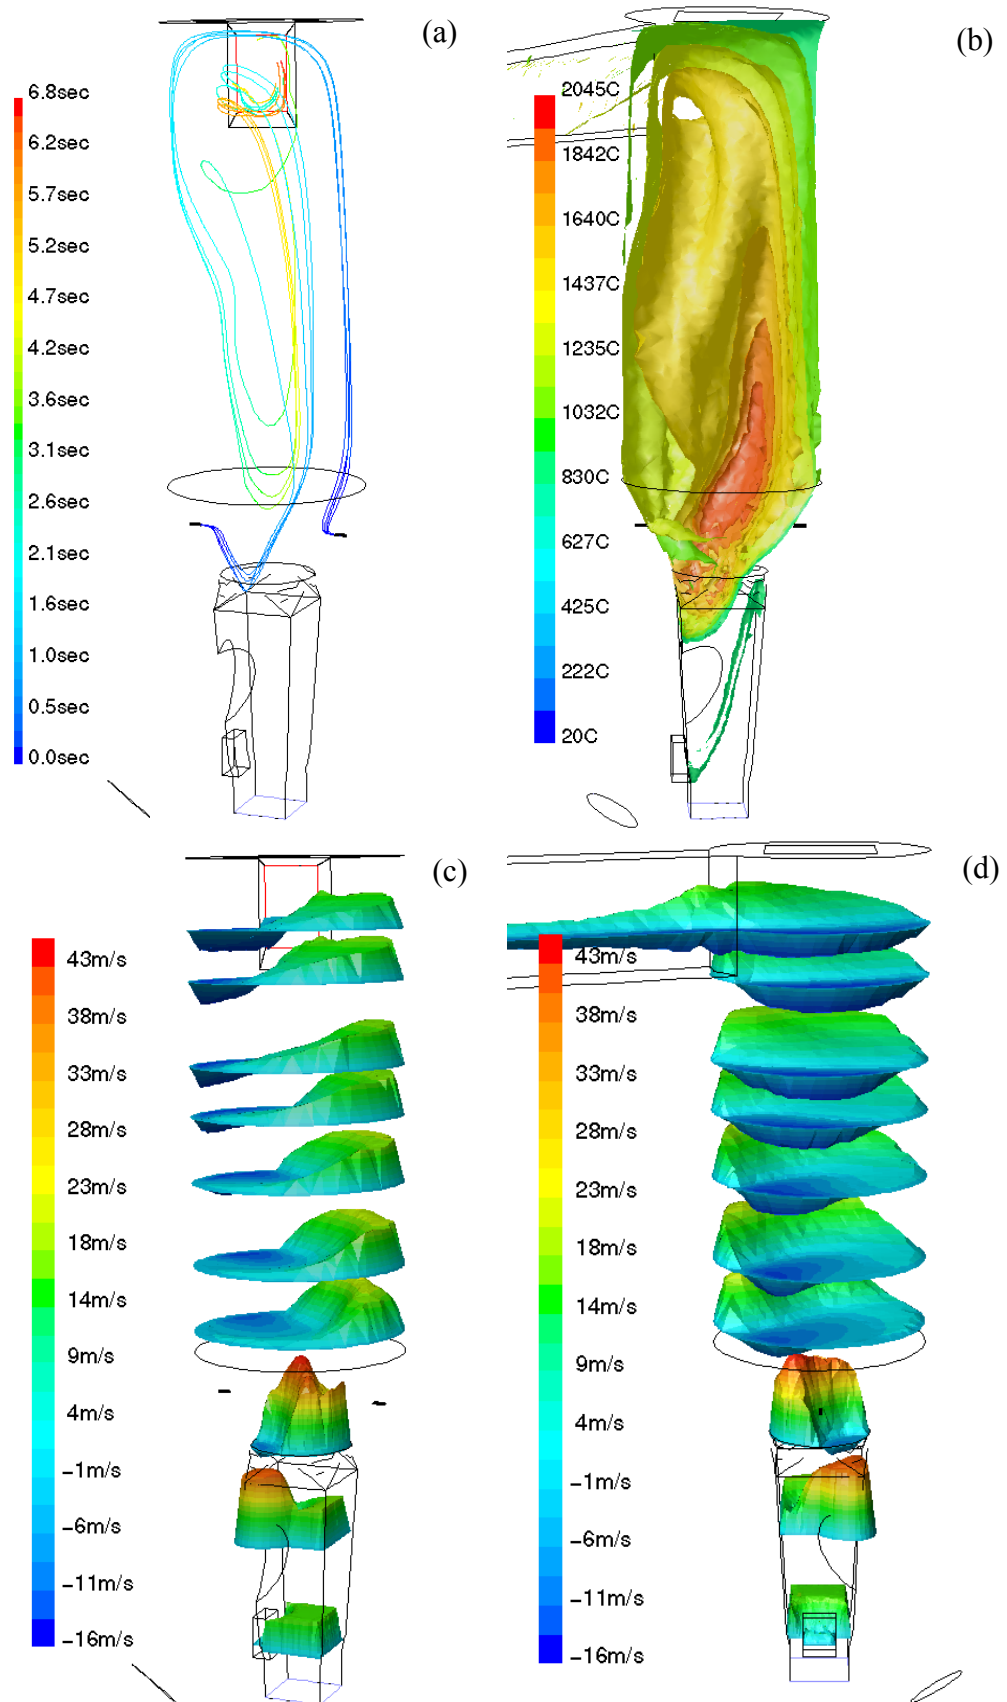 (a)
6.8sec
6.2sec
5.7sec
5.2sec
4.7sec
4.2sec
3.6sec
3.1sec
2.6sec
2.1sec
1.6sec
1.0sec
0.5sec
0.0sec
(b)
2045C
1842C
1640C
1437C
1235C
1032C
830C
627C
425C
222C
20C
(c)
43m/s
38m/s
33m/s
28m/s
23m/s
18m/s
14m/s
9m/s
4m/s
-1m/s
-6m/s
-11m/s
-16m/s
(d)
43m/s
38m/s
33m/s
28m/s
23m/s
18m/s
14m/s
9m/s
4m/s
-1m/s
-6m/s
-11m/s
-16m/s